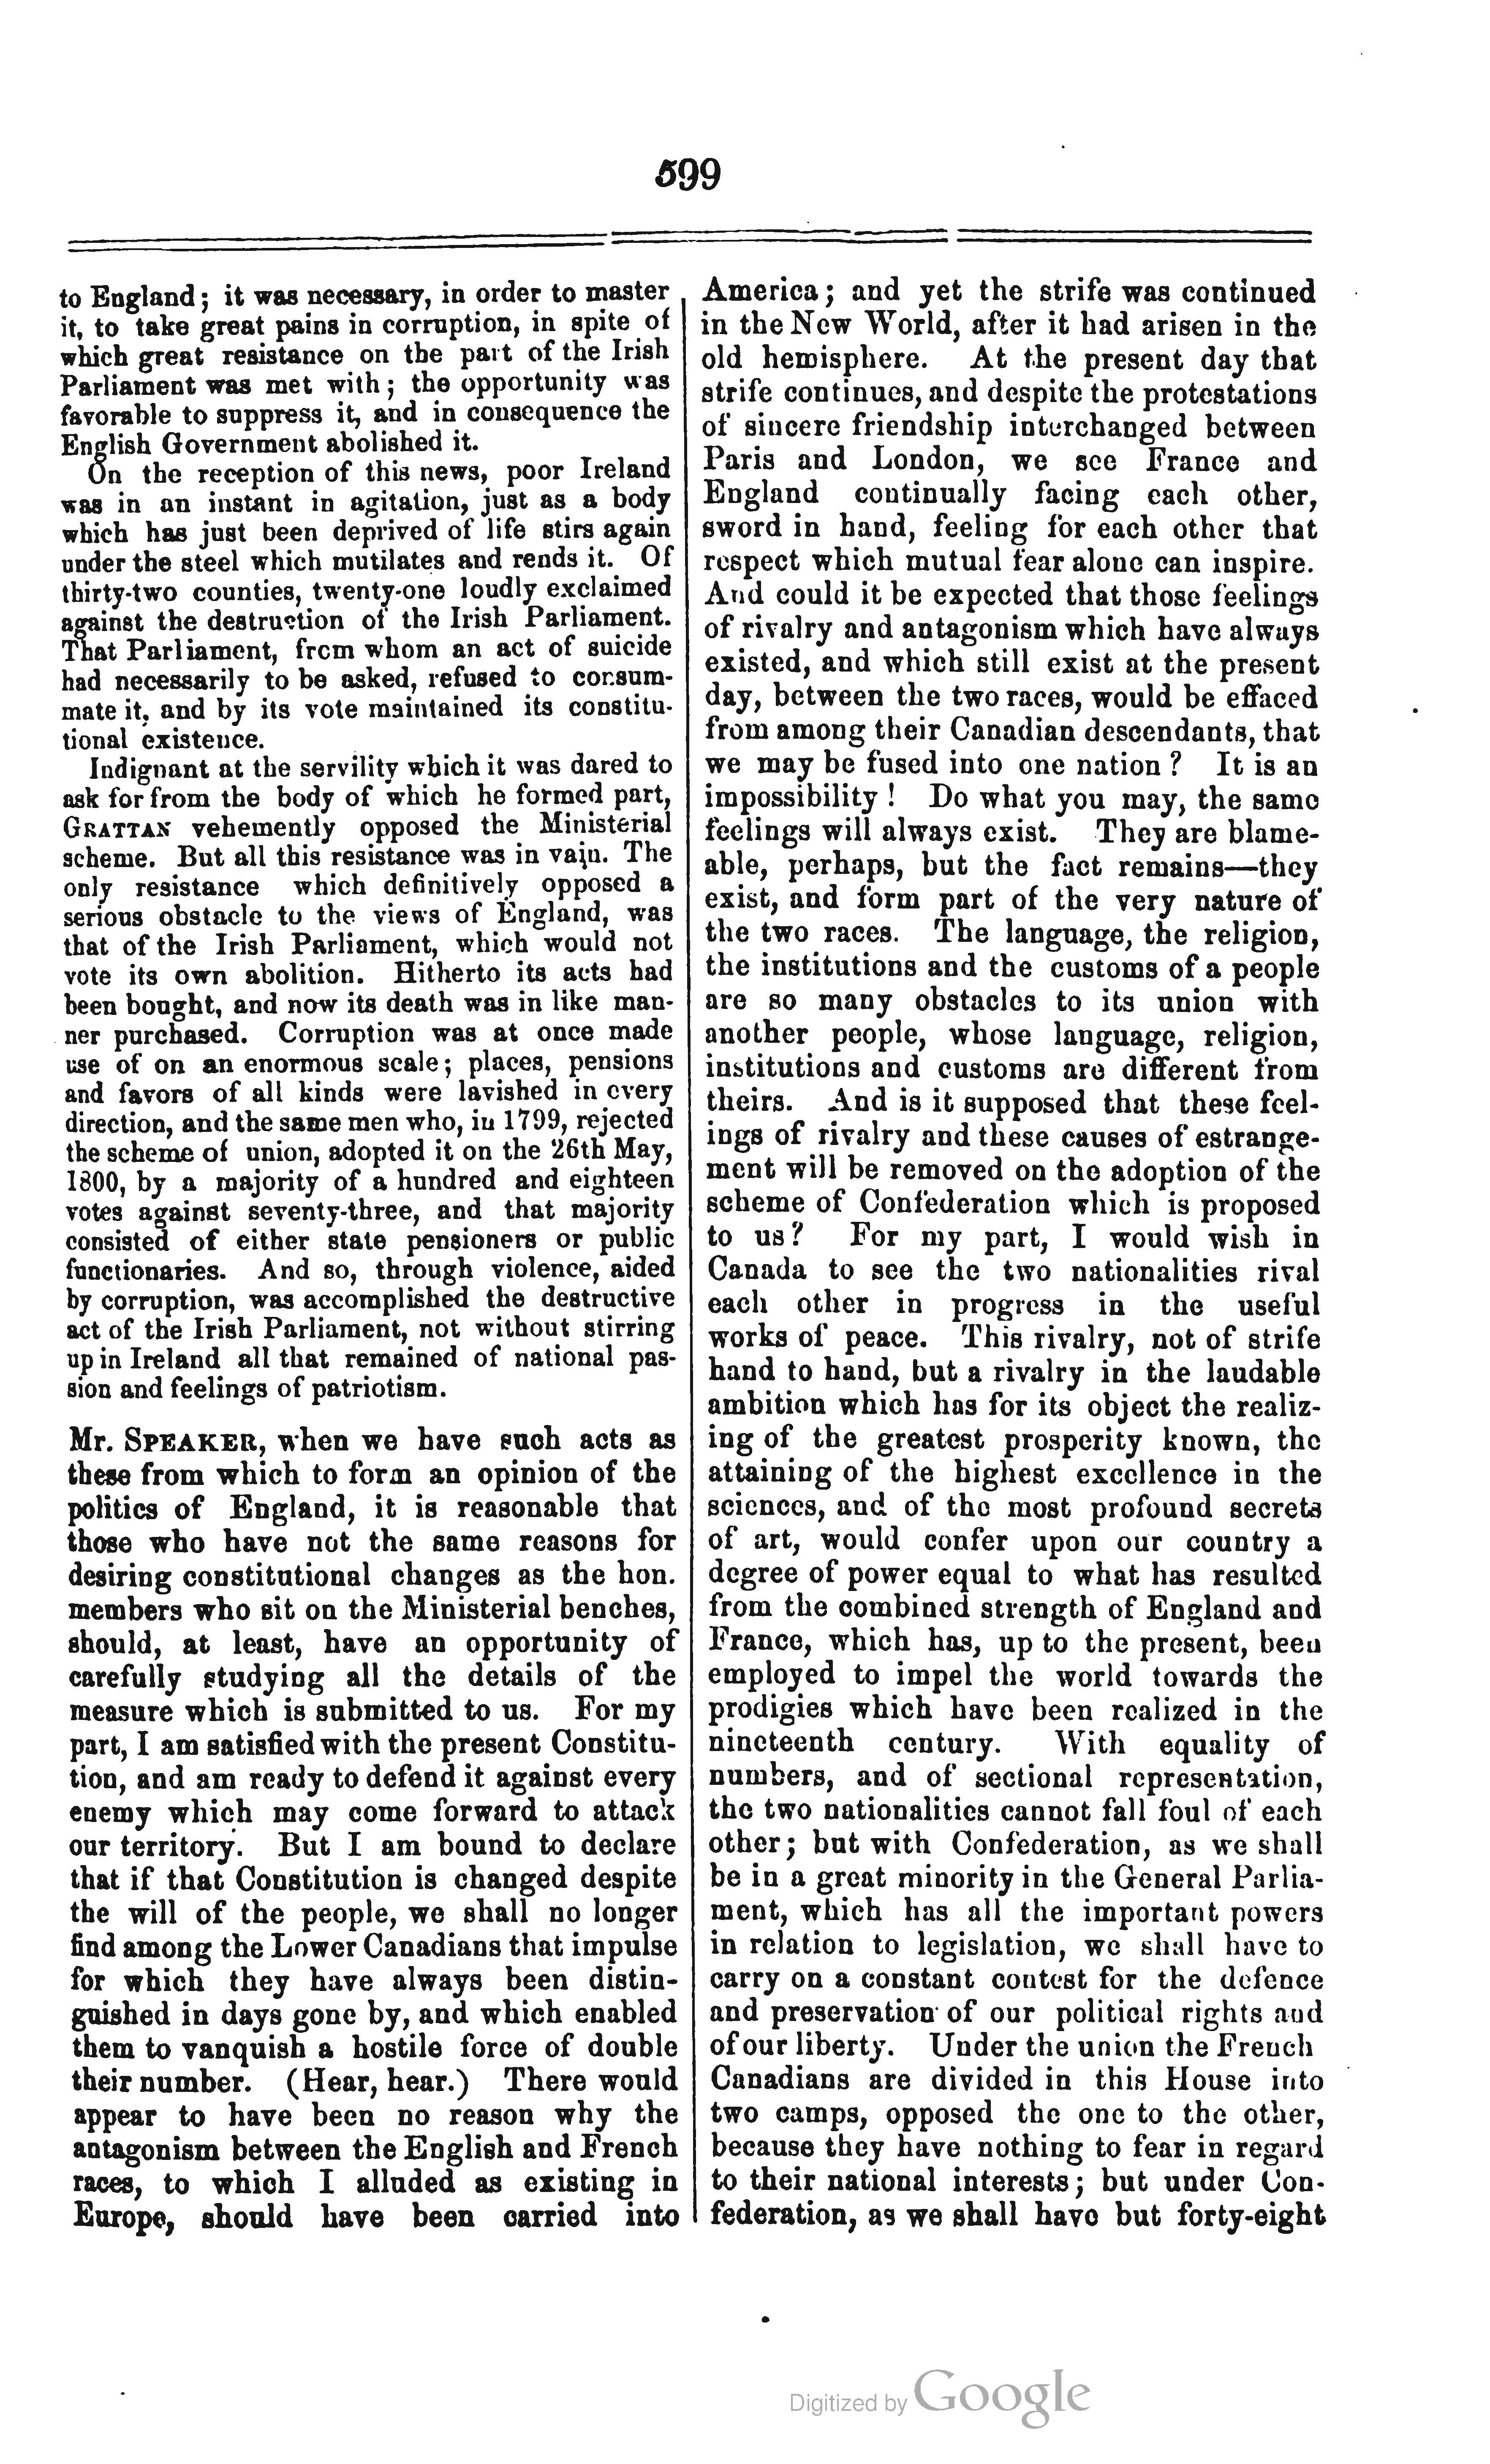 599
to England; it was necessary, in order to master
it, to take great pains in corruption, in spite of
which great resistance on the part of the Irish
Parliament was met with; the opportunity was
favorable to suppress it, and in consequence the
English Government abolished it.
On the reception of this news, poor Ireland
was in an instant in agitation, just as a body
which has just been deprived of life stirs again
under the steel which mutilates and rends it. Of
thirty-two counties, twenty-one loudly exclaimed
against the destruction of the Irish Parliament.
That Parliament, from whom an act of suicide
had necessarily to be asked, refused to consum-
mate it, and by its vote maintained its constitu-
tional existence.
Indignant at the servility which it was dared to
ask for from the body of which he formed part,
GRATTAN vehemently opposed the Ministerial
scheme. But all this resistance was in vain. The
only resistance which definitively opposed a
serious obstacle to the views of England, was
that of the Irish Parliament, which would not
vote its own abolition. Hitherto its acts had
been bought, and now its death was in like man-
ner purchased. Corruption was at once made
use of on an enormous scale; places, pensions
and favors of all kinds were lavished in every
direction, and the same men who, in 1799, rejected
the scheme of union, adopted it on the 26th May,
1800, by a majority of a hundred and eighteen
votes against seventy-three, and that majority
consisted of either state pensioners or public
functionaries. And so, through violence, aided
by corruption, was accomplished the destructive
act of the Irish Parliament, not without stirring
up in Ireland all that remained of national pas-
sion and feelings of patriotism.
Mr. SPEAKER, when we have such acts as
these from which to form an opinion of the
politics of England, it is reasonable that
those who have not the same reasons for
desiring constitutional changes as the hon.
members who sit on the Ministerial benches,
should, at least, have an opportunity of
carefully studying all the details of the
measure which is submitted to us. For my
part, I am satisfied with the present Constitu-
tion, and am ready to defend it against every
enemy which may come forward to attack
our territory. But I am bound to declare
that if that Constitution is changed despite
the will of the people, we shall no longer
find among the Lower Canadians that impulse
for which they have always been distin-
guished in days gone by, and which enabled
them to vanquish a hostile force of double
their number. (Hear, hear.) There would
appear to have been no reason why the
antagonism between the English and French
races, to which I alluded as existing in
Europe, should have been carried into
America; and yet the strife was continued
in the New World, after it had arisen in the
old hemisphere. At the present day that
strife continues, and despite the protestations
of sincere friendship interchanged between
Paris and London, we see France and
England continually facing each other,
sword in hand, feeling for each other that
respect which mutual fear alone can inspire.
And could it be expected that those feelings
of rivalry and antagonism which have always
existed, and which still exist at the present
day, between the two races, would be effaced
from among their Canadian descendants, that
we may be fused into one nation? It is an
impossibility! Do what you may, the same
feelings will always exist. They are blame-
able, perhaps, but the fact remains—they
exist, and form part of the very nature of
the two races. The language, the religion,
the institutions and the customs of a people
are so many obstacles to its union with
another people, whose language, religion,
institutions and customs are different from
theirs. And is it supposed that these feel-
ings of rivalry and these causes of estrange-
ment will be removed on the adoption of the
scheme of Confederation which is proposed
to us? For my part, I would wish in
Canada to see the two nationalities rival
each other in progress in the useful
works of peace. This rivalry, not of strife
hand to hand, but a rivalry in the laudable
ambition which has for its object the realiz-
ing of the greatest prosperity known, the
attaining of the highest excellence in the
sciences, and of the most profound secrets
of art, would confer upon our country a
degree of power equal to what has resulted
from the combined strength of England and
France, which has, up to the present, been
employed to impel the world towards the
prodigies which have been realized in the
nineteenth century. With equality of
numbers, and of sectional representation,
the two nationalities cannot fall foul of each
other; but with Confederation, as we shall
be in a great minority in the General Parlia-
ment, which has all the important powers
in relation to legislation, we shall have to
carry on a constant contest for the defence
and preservation of our political rights and
of our liberty. Under the union the French
Canadians are divided in this House into
two camps, opposed the one to the other,
because they have nothing to fear in regard
to their national interests; but under Con-
federation, as we shall have but forty-eight
Digitized by Google